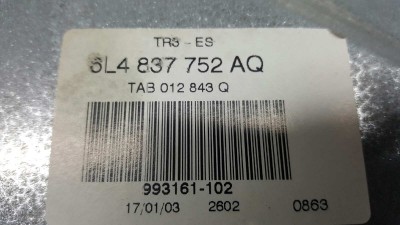 TR3 - ES
6L4 837 752 AQ
TAB 012 843 Q
993161-102
17/01/03 2602 0863